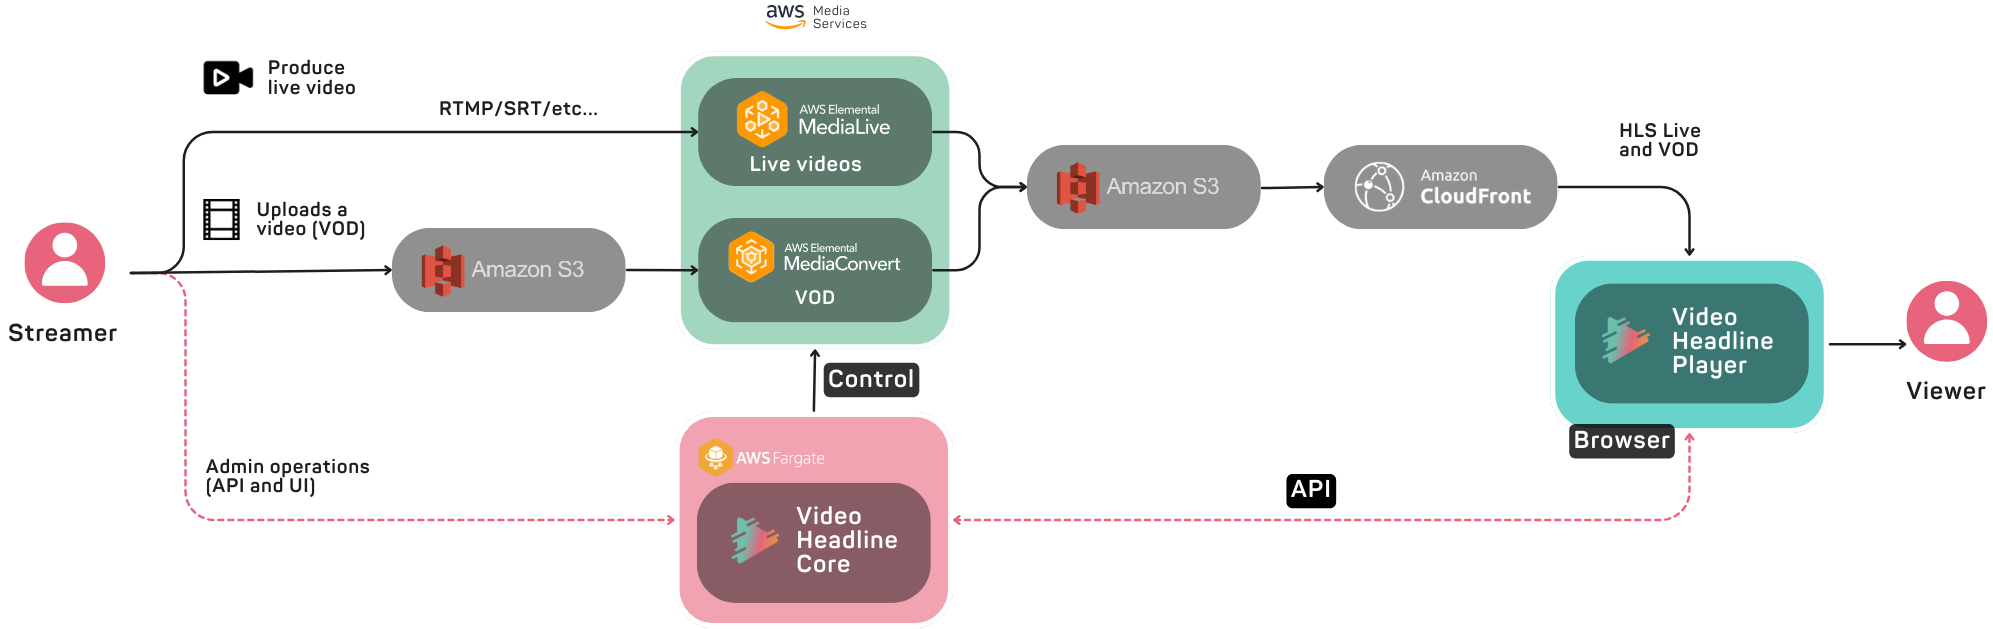 aws Media
Services
Produce
live video
RTMP/SRT/etc...
AWS Elemental
MediaLive
Live videos
Uploads a
video (VOD)
Amazon S3
AWS Elemental
MediaConvert
VOD
Amazon S3
Amazon
CloudFront
HLS Live
and VOD
Streamer
Video
Headline
Player
Browser
Viewer
Control
Admin operations
(API and UI)
AWS Fargate
Video
Headline
Core
API